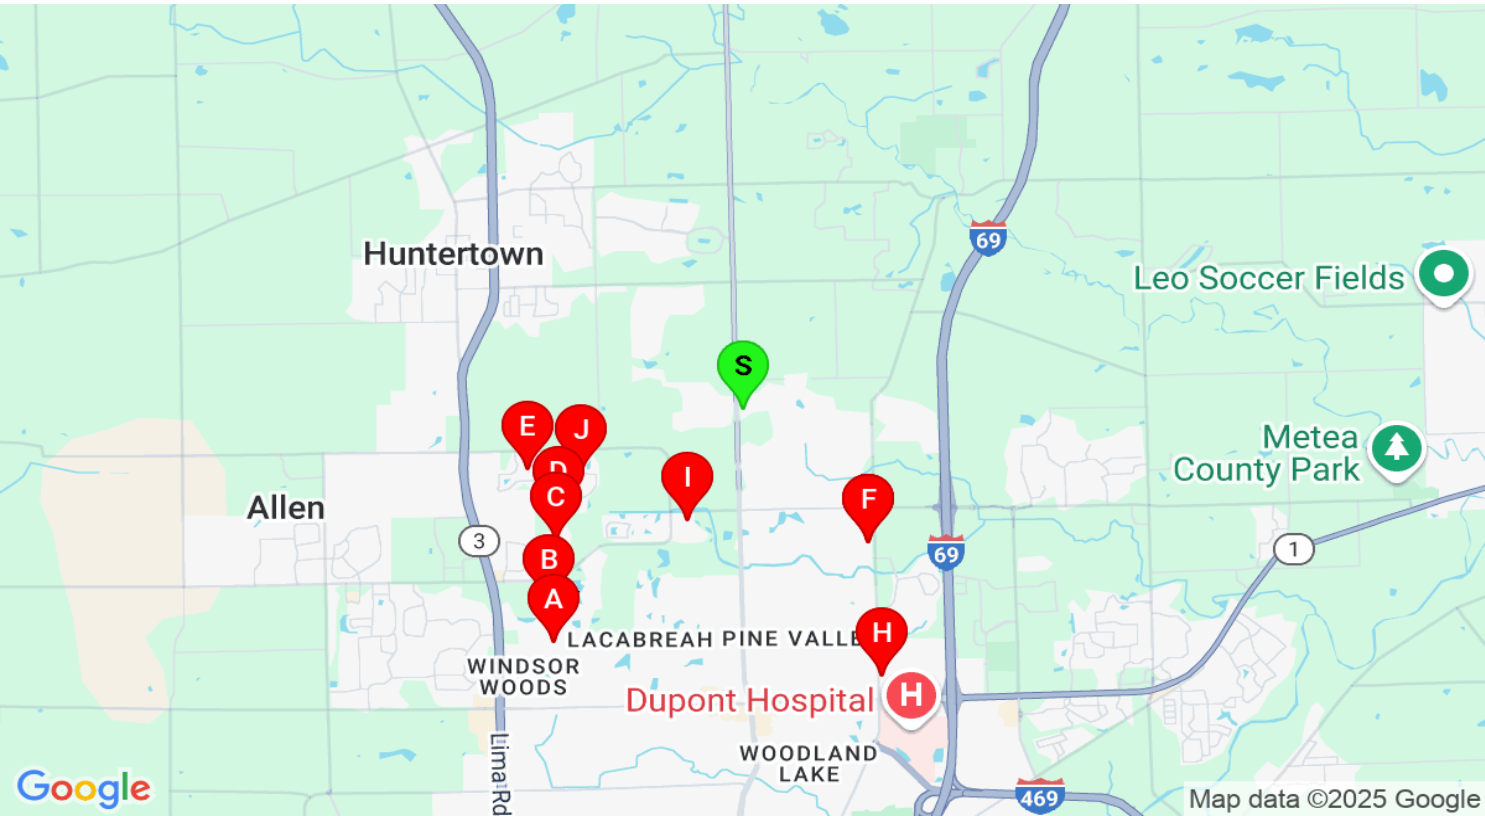 69
Huntertown
Leo Soccer Fields
S
E
J
D
Metea
County Park
I
C
F
Allen
3
B
69
1
A
LACABREAH
PINE VALLE
H
WINDSOR
WOODS
Dupont Hospital
H
Lima Rd
WOODLAND
LAKE
Google
469
Map data ©2025 Google